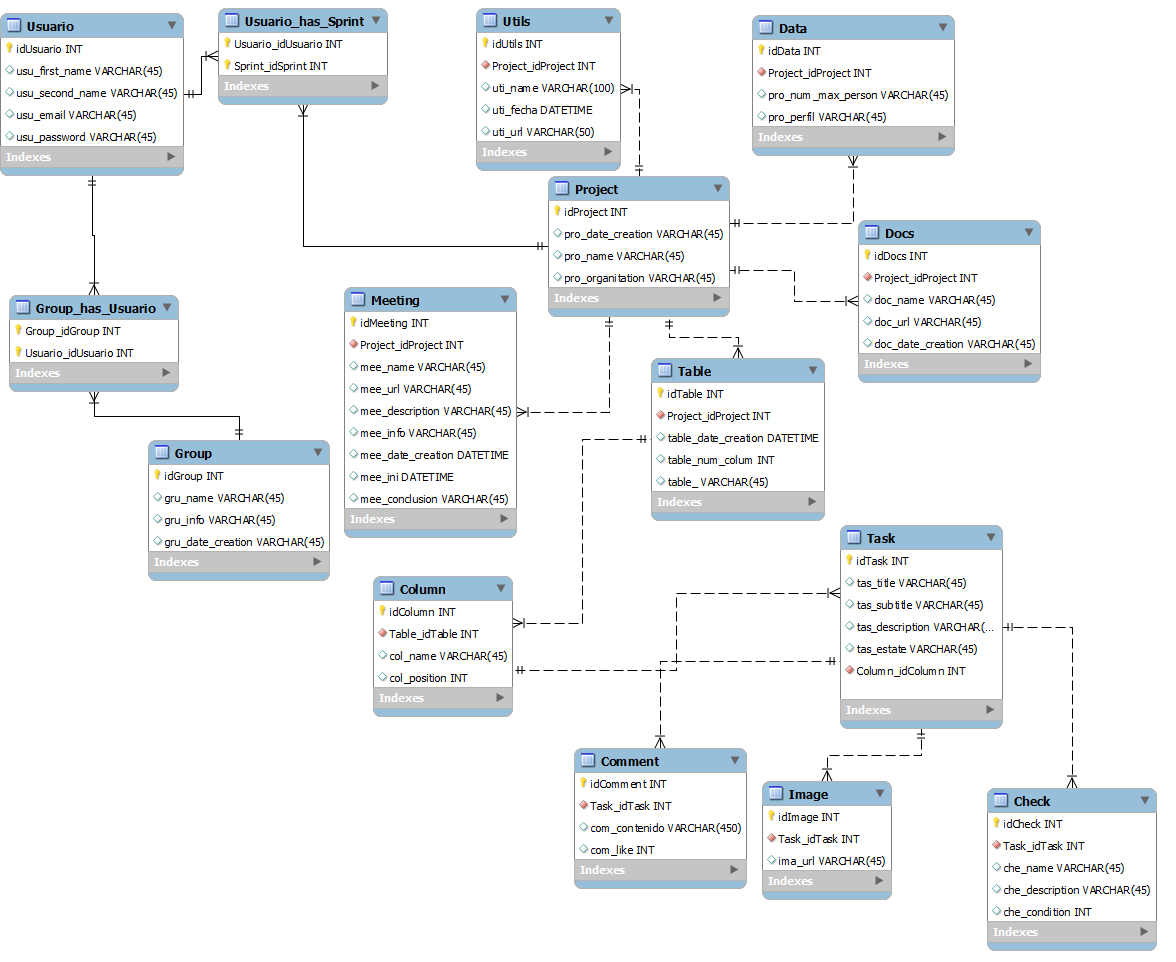 Usuario
idUsuario INT
usu_first_name VARCHAR(45)
usu_second_name VARCHAR(45)
usu_email VARCHAR(45)
usu_password VARCHAR(45)
Indexes
Usuario_has_Sprint
Usuario_idUsuario INT
Sprint_idSprint INT
Indexes
Utils
idUtils INT
Project_idProject INT
uti_name VARCHAR(100)
uti_fecha DATETIME
uti_url VARCHAR(50)
Indexes
Data
idData INT
Project_idProject INT
pro_num_max_person VARCHAR(45)
pro_perfil VARCHAR(45)
Indexes
Project
idProject INT
pro_date_creation VARCHAR(45)
pro_name VARCHAR(45)
pro_organitation VARCHAR(45)
Indexes
Docs
idDocs INT
Project_idProject INT
doc_name VARCHAR(45)
doc_url VARCHAR(45)
doc_date_creation VARCHAR(45)
Indexes
Group_has_Usuario
Group_idGroup INT
Usuario_idUsuario INT
Indexes
Meeting
idMeeting INT
Project_idProject INT
mee_name VARCHAR(45)
mee_url VARCHAR(45)
mee_description VARCHAR(45)
mee_info VARCHAR(45)
mee_date_creation DATETIME
mee_ini DATETIME
mee_conclusion VARCHAR(45)
Indexes
Table
idTable INT
Project_idProject INT
table_date_creation DATETIME
table_num_colum INT
table_ VARCHAR(45)
Indexes
Group
idGroup INT
gru_name VARCHAR(45)
gru_info VARCHAR(45)
gru_date_creation VARCHAR(45)
Indexes
Task
idTask INT
tas_title VARCHAR(45)
tas_subtitle VARCHAR(45)
tas_description VARCHAR(...
tas_estate VARCHAR(45)
Column_idColumn INT
Indexes
Column
idColumn INT
Table_idTable INT
col_name VARCHAR(45)
col_position INT
Indexes
Comment
idComment INT
Task_idTask INT
com_contenido VARCHAR(450)
com_like INT
Indexes
Image
idImage INT
Task_idTask INT
ima_url VARCHAR(45)
Indexes
Check
idCheck INT
Task_idTask INT
che_name VARCHAR(45)
che_description VARCHAR(45)
che_condition INT
Indexes